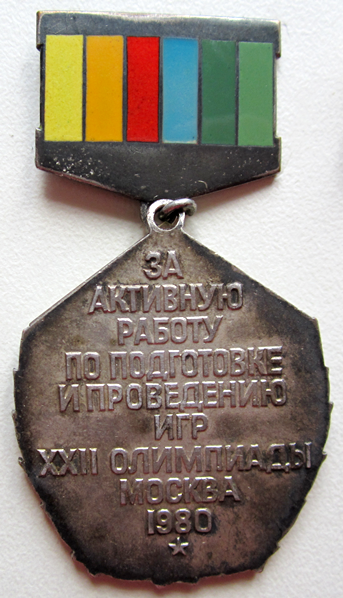 ЗА
АКТИВНУЮ
РАБОТУ
ПО ПОДГОТОВКЕ
И ПРОВЕДЕНИЮ
ИГР
XXII ОЛИМПИАДЫ
МОСКВА
1980